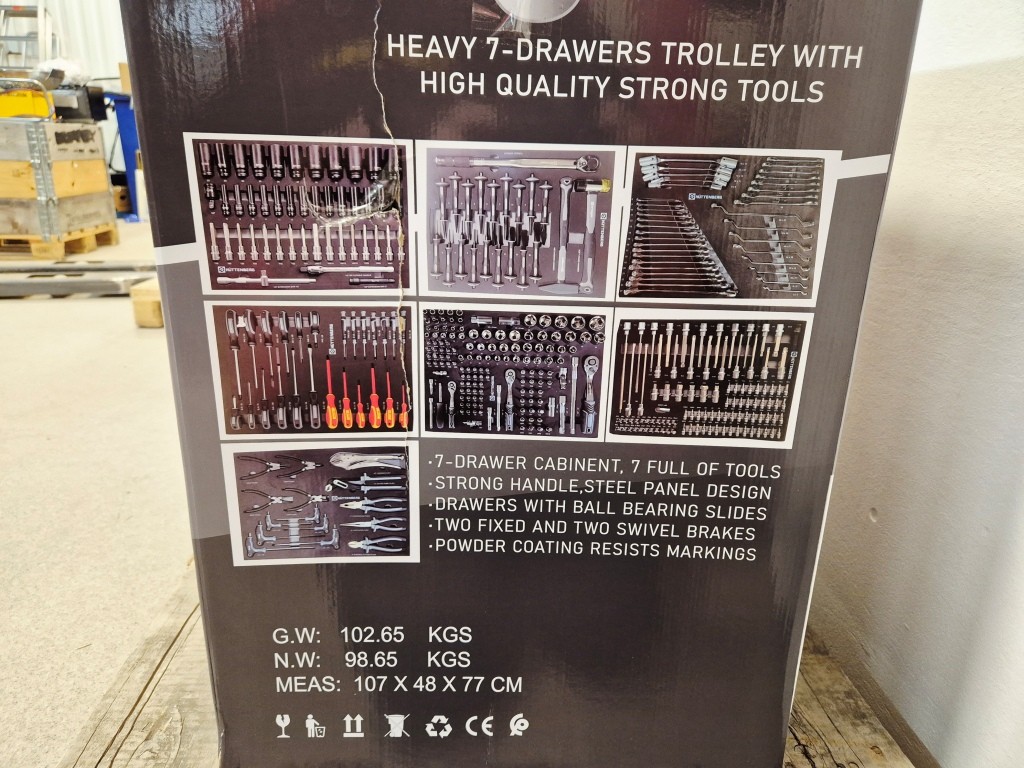 HEAVY 7-DRAWERS TROLLEY WITH
HIGH QUALITY STRONG TOOLS
HÜTTENBERG
·7-DRAWER CABINENT, 7 FULL OF TOOLS
·STRONG HANDLE,STEEL PANEL DESIGN
·DRAWERS WITH BALL BEARING SLIDES
·TWO FIXED AND TWO SWIVEL BRAKES
·POWDER COATING RESISTS MARKINGS
G.W: 102.65 KGS
N.W: 98.65 KGS
MEAS: 107 X 48 X 77 CM
CE